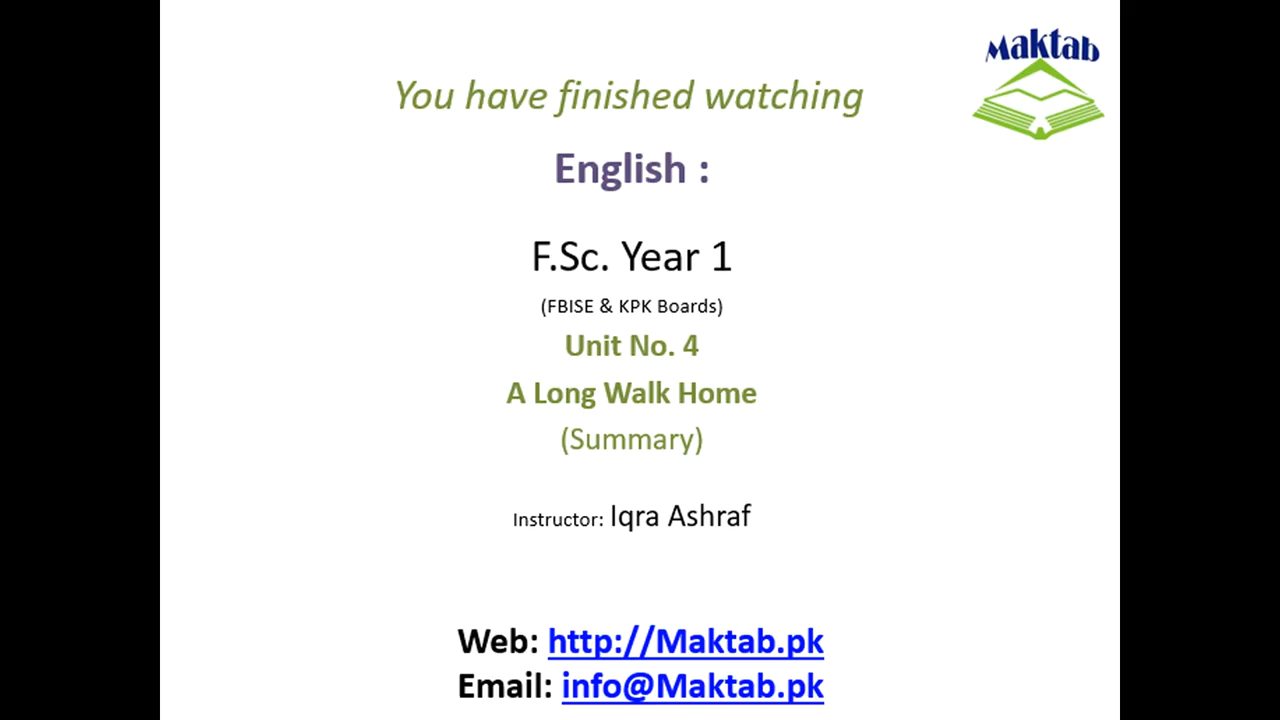 Maktab
You have finished watching
English :
F.Sc. Year 1
(FBISE & KPK Boards)
Unit No. 4
A Long Walk Home
(Summary)
Instructor: Iqra Ashraf
Web: http://Maktab.pk
Email: info@Maktab.pk